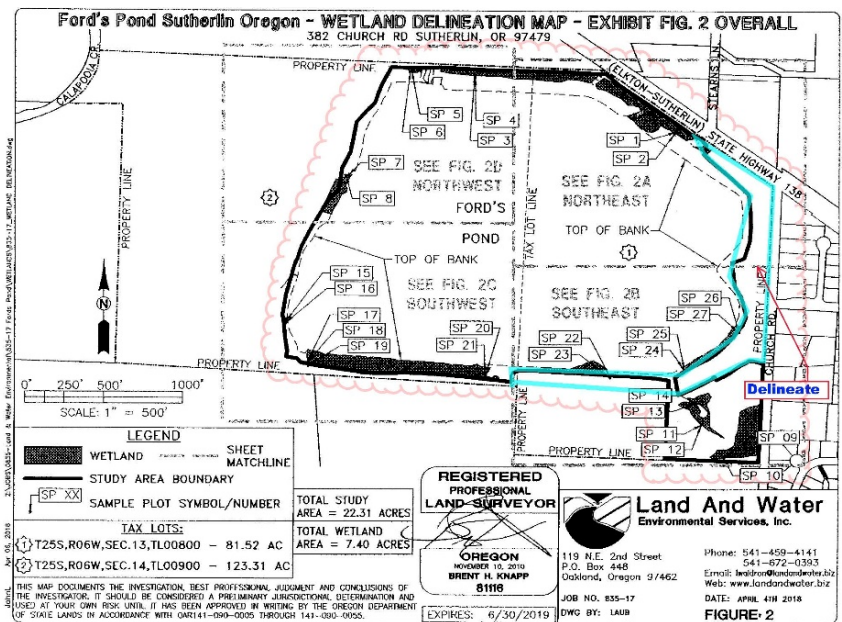 Ford's Pond Sutherlin Oregon - WETLAND DELINEATION MAP - EXHIBIT FIG. 2 OVERALL
382 CHURCH RD SUTHERLIN, OR 97479
CALAPOOIA CR.
PROPERTY LINE
(ELKTON-SUTHERLIN) STATE HIGHWAY 138
STEARNS LN.
SP 5
SP 4
SP 6
SP 3
SP 1
SP 2
SP 7
SEE FIG. 2D
NORTHWEST
SP 8
SEE FIG. 2A
NORTHEAST
PROPERTY LINE
2
FORD'S
TAX LOT LINE
TOP OF BANK
POND
1
TOP OF BANK
SP 15
SP 16
SEE FIG. 2C
SOUTHWEST
SEE FIG. 2B
SOUTHEAST
SP 26
SP 27
PROPERTY LINE
CHURCH RD.
N
SP 17
SP 18
SP 19
SP 20
SP 21
SP 22
SP 23
SP 25
SP 24
PROPERTY LINE
0' 250' 500' 1000'
SCALE: 1" = 500'
Delineate
SP 14
SP 13
PROPERTY LINE
SP 11
SP 12
SP 09
SP 10
PROPERTY LINE
LEGEND
WETLAND
SHEET
MATCHLINE
STUDY AREA BOUNDARY
SP XX
SAMPLE PLOT SYMBOL/NUMBER
TAX LOTS:
1 T25S,R06W,SEC.13,TL00800 - 81.52 AC
2 T25S,R06W,SEC.14,TL00900 - 123.31 AC
TOTAL STUDY
AREA = 22.31 ACRES
TOTAL WETLAND
AREA = 7.40 ACRES
REGISTERED
PROFESSIONAL
LAND SURVEYOR
OREGON
NOVEMBER 10, 2010
BRENT H. KNAPP
81116
EXPIRES: 6/30/2019
Land And Water
Environmental Services, Inc.
119 N.E. 2nd Street
P.O. Box 448
Oakland, Oregon 97462
Phone: 541-459-4141
541-672-0393
Email: lwaldron@landandwater.biz
Web: www.landandwater.biz
JOB NO. 835-17
DWG BY: LAUB
DATE: APRIL 4TH 2018
FIGURE: 2
THIS MAP DOCUMENTS THE INVESTIGATION, BEST PROFESSIONAL JUDGMENT AND CONCLUSIONS OF
THE INVESTIGATOR. IT SHOULD BE CONSIDERED A PRELIMINARY JURISDICTIONAL DETERMINATION AND
USED AT YOUR OWN RISK UNTIL IT HAS BEEN APPROVED IN WRITING BY THE OREGON DEPARTMENT
OF STATE LANDS IN ACCORDANCE WITH OAR141-090-0005 THROUGH 141-090-0055.
JohnL Apr 06, 2018